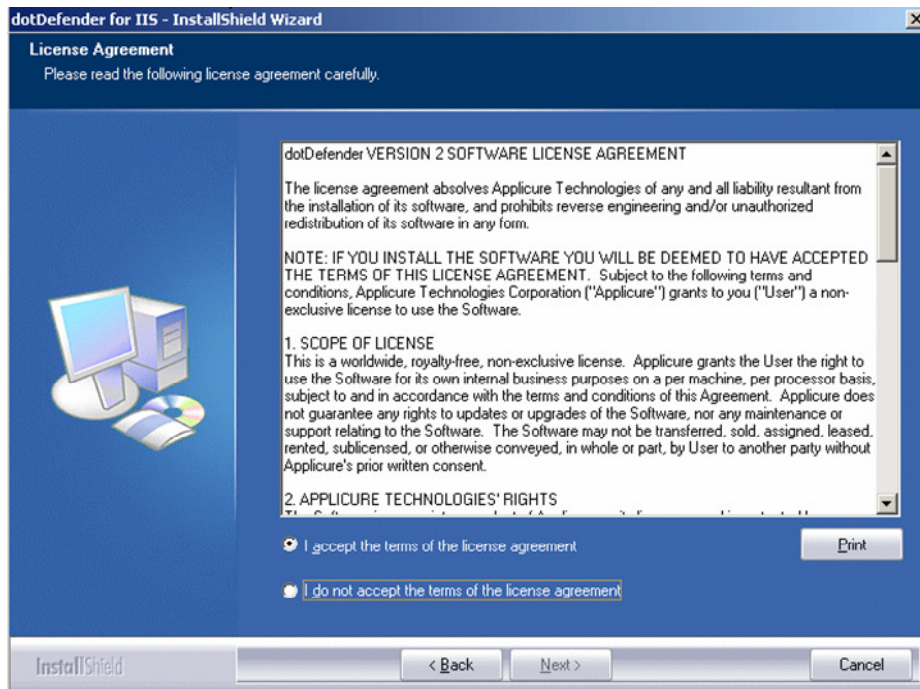 dotDefender for IIS - InstallShield Wizard
License Agreement
Please read the following license agreement carefully.
dotDefender VERSION 2 SOFTWARE LICENSE AGREEMENT
The license agreement absolves Applicure Technologies of any and all liability resultant from
the installation of its software, and prohibits reverse engineering and/or unauthorized
redistribution of its software in any form.
NOTE: IF YOU INSTALL THE SOFTWARE YOU WILL BE DEEMED TO HAVE ACCEPTED
THE TERMS OF THIS LICENSE AGREEMENT. Subject to the following terms and
conditions, Applicure Technologies Corporation ("Applicure") grants to you ("User") a non-
exclusive license to use the Software.
1. SCOPE OF LICENSE
This is a worldwide, royalty-free, non-exclusive license. Applicure grants the User the right to
use the Software for its own internal business purposes on a per machine, per processor basis,
subject to and in accordance with the terms and conditions of this Agreement. Applicure does
not guarantee any rights to updates or upgrades of the Software, nor any maintenance or
support relating to the Software. The Software may not be transferred, sold, assigned, leased,
rented, sublicensed, or otherwise conveyed, in whole or part, by User to another party without
Applicure's prior written consent.
2. APPLICURE TECHNOLOGIES' RIGHTS
I accept the terms of the license agreement
Print
I do not accept the terms of the license agreement
InstallShield
< Back
Next >
Cancel